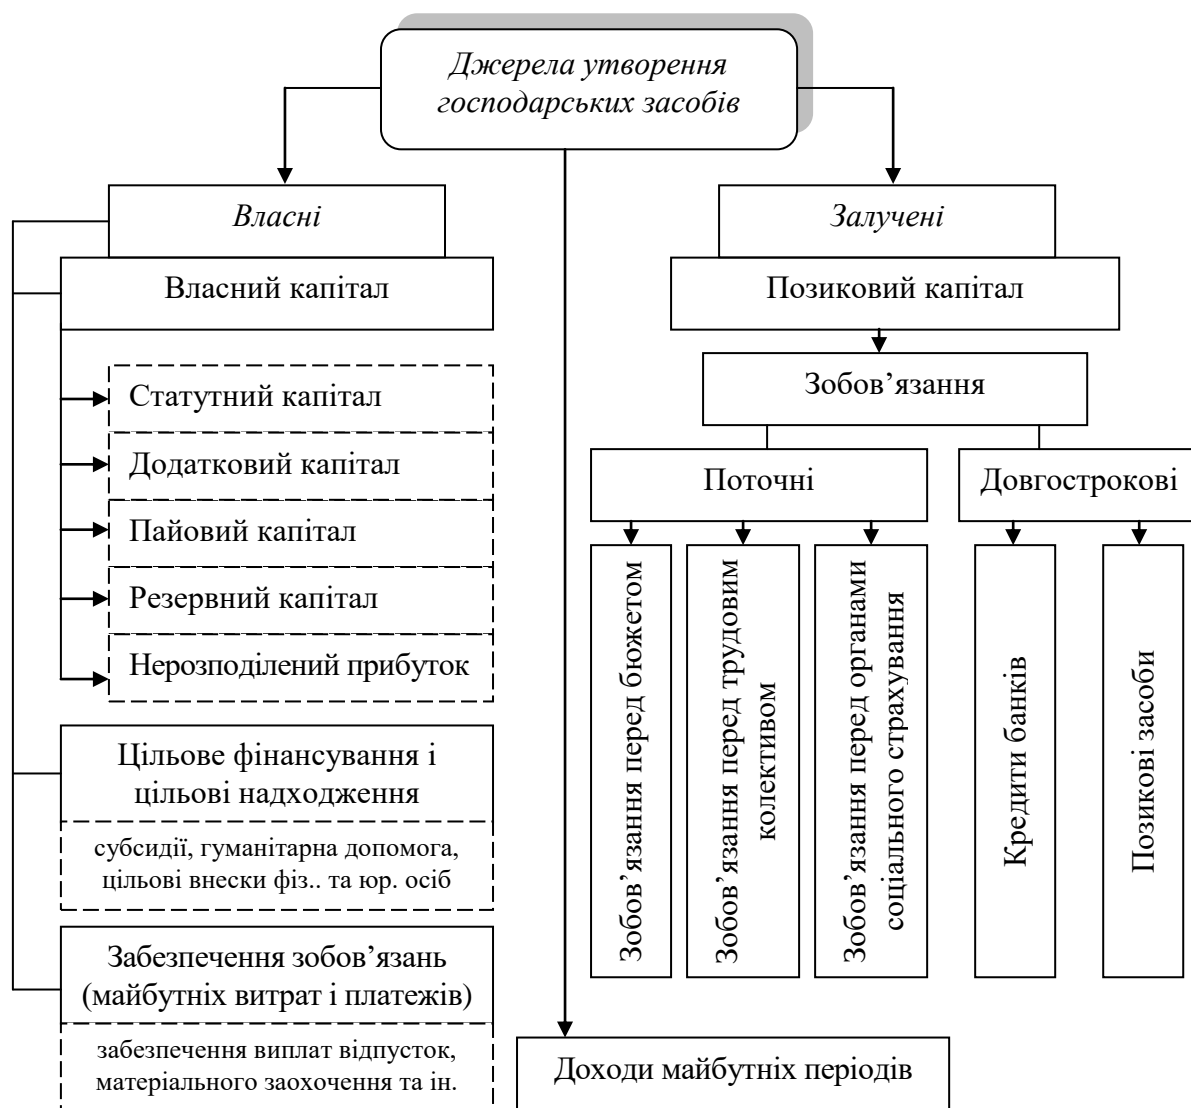 Джерела утворення
господарських засобів
Власні
Власний капітал
Статутний капітал
Додатковий капітал
Пайовий капітал
Резервний капітал
Нерозподілений прибуток
Цільове фінансування і
цільові надходження
субсидії, гуманітарна допомога,
цільові внески фіз.. та юр. осіб
Забезпечення зобов’язань
(майбутніх витрат і платежів)
забезпечення виплат відпусток,
матеріального заохочення та ін.
Залучені
Позиковий капітал
Зобов’язання
Поточні
Довгострокові
Зобов’язання перед бюжетом
Зобов’язання перед трудовим
колективом
Зобов’язання перед органами
соціального страхування
Кредити банків
Позикові засоби
Доходи майбутніх періодів